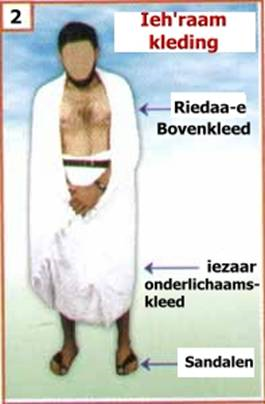 2
Ieh'raam
kleding
Riedaa-e
Bovenkleed
iezaar
onderlichaams-
kleed
Sandalen